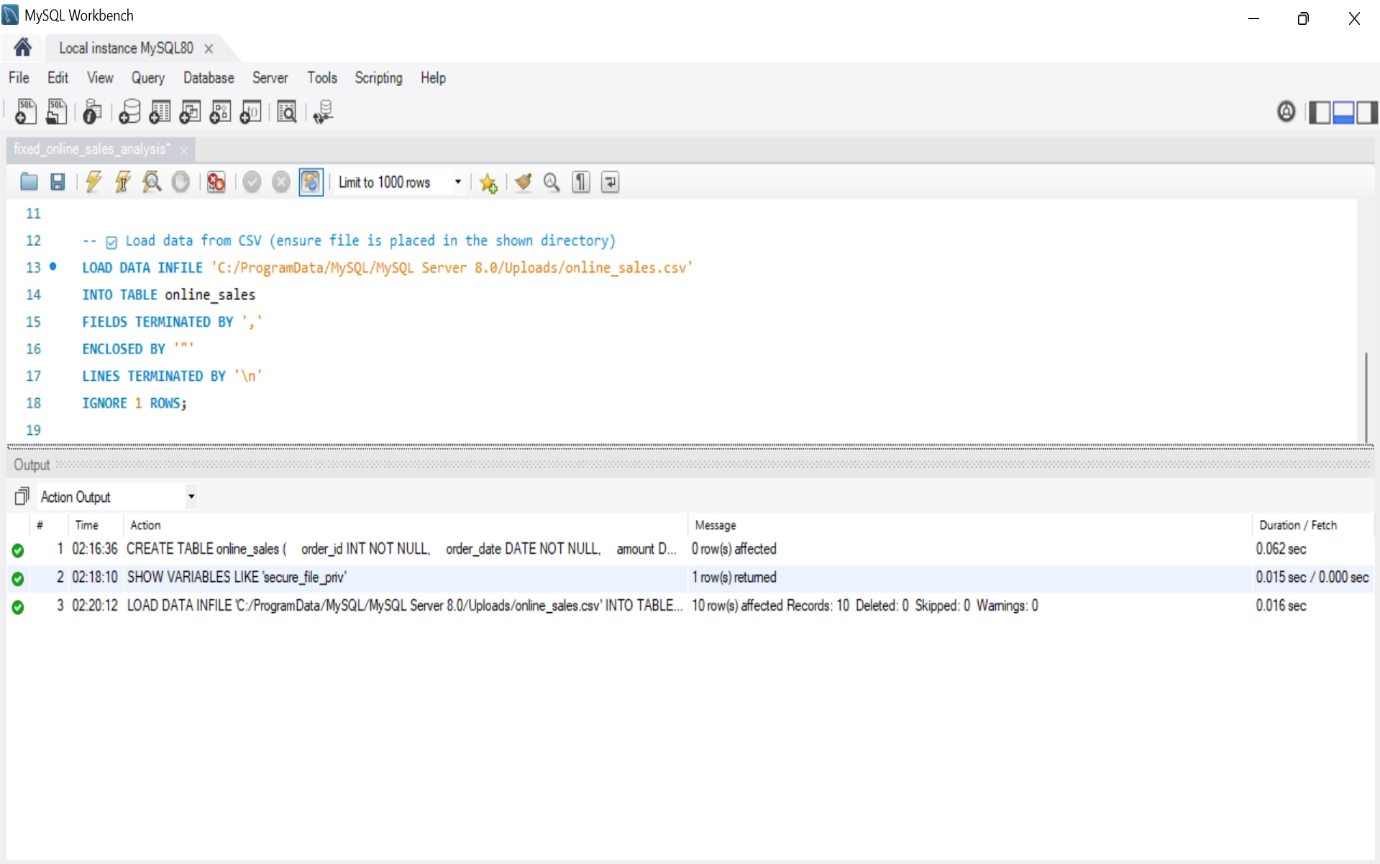 MySQL Workbench
Local instance MySQL80
File Edit View Query Database Server Tools Scripting Help
fixed_online_sales_analysis*
Limit to 1000 rows
11
12 -- ☑ Load data from CSV (ensure file is placed in the shown directory)
13 LOAD DATA INFILE 'C:/ProgramData/MySQL/MySQL Server 8.0/Uploads/online_sales.csv'
14 INTO TABLE online_sales
15 FIELDS TERMINATED BY ','
16 ENCLOSED BY '"'
17 LINES TERMINATED BY '\n'
18 IGNORE 1 ROWS;
19
Output
Action Output
# Time Action Message Duration / Fetch
1 02:16:36 CREATE TABLE online_sales ( order_id INT NOT NULL, order_date DATE NOT NULL, amount D... 0 row(s) affected 0.062 sec
2 02:18:10 SHOW VARIABLES LIKE 'secure_file_priv' 1 row(s) returned 0.015 sec / 0.000 sec
3 02:20:12 LOAD DATA INFILE 'C:/ProgramData/MySQL/MySQL Server 8.0/Uploads/online_sales.csv' INTO TABLE... 10 row(s) affected Records: 10 Deleted: 0 Skipped: 0 Warnings: 0 0.016 sec